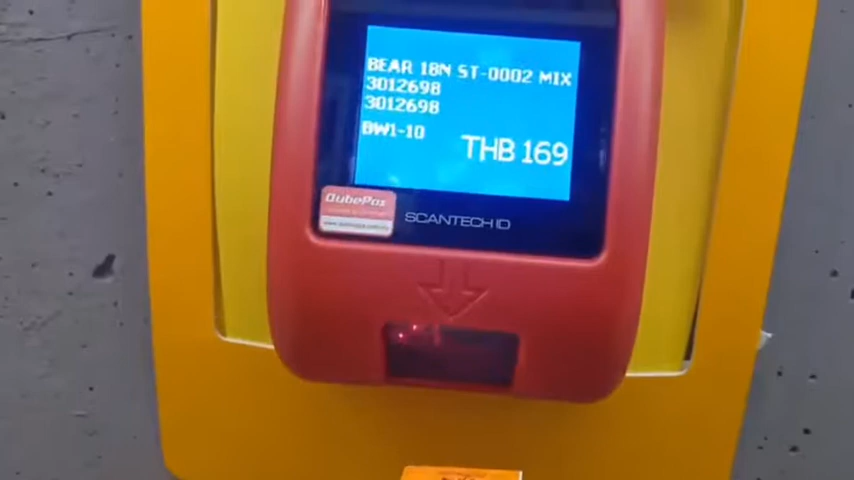 BEAR 18N ST-0002 MIX
3012698
3012698
BW1-10
THB 169
QubePos
SCANTECH ID